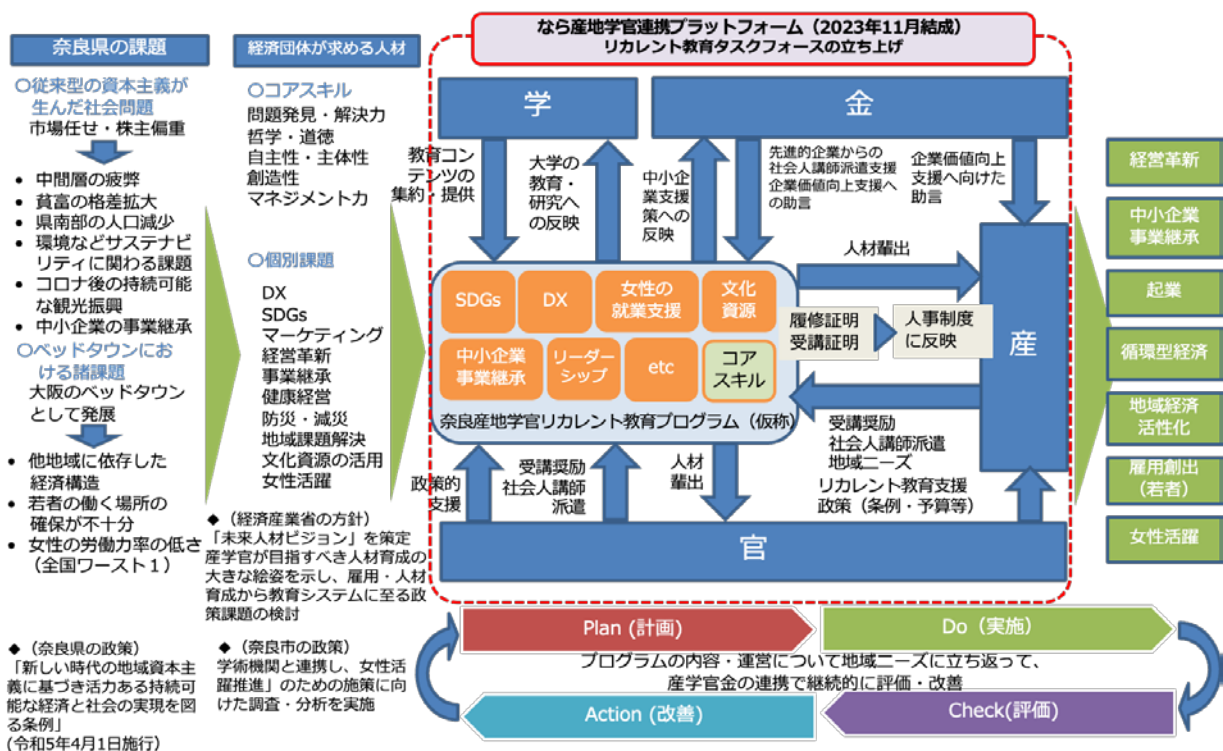 奈良県の課題
〇従来型の資本主義が
生んだ社会問題
市場任せ・株主偏重
• 中間層の疲弊
• 貧富の格差拡大
• 県南部の人口減少
• 環境などサステナビ
リティに関わる課題
• コロナ後の持続可能
な観光振興
• 中小企業の事業継承
〇ベッドタウンにお
ける諸課題
大阪のベッドタウン
として発展
• 他地域に依存した
経済構造
• 若者の働く場所の
確保が不十分
• 女性の労働力率の低さ
（全国ワースト１）
◆（奈良県の政策）
「新しい時代の地域資本主
義に基づき活力ある持続可
能な経済と社会の実現を図
る条例」
(令和5年4月1日施行）
経済団体が求める人材
〇コアスキル
問題発見・解決力
哲学・道徳
自主性・主体性
創造性
マネジメント力
〇個別課題
DX
SDGs
マーケティング
経営革新
事業継承
健康経営
防災・減災
地域課題解決
文化資源の活用
女性活躍
◆（経済産業省の方針）
「未来人材ビジョン」を策定
産学官が目指すべき人材育成の
大きな絵姿を示し、雇用・人材
育成から教育システムに至る政
策課題の検討
◆（奈良市の政策）
学術機関と連携し、女性活
躍推進」のための施策に向
けた調査・分析を実施
なら産地学官連携プラットフォーム（2023年11月結成）
リカレント教育タスクフォースの立ち上げ
学
金
教育コン
テンツの
集約・提供
大学の
教育・
研究へ
の反映
中小企
業支援
策への
反映
先進的企業からの
社会人講師派遣支援
企業価値向上支援へ
の助言
企業価値向上
支援へ向けた
助言
SDGs
DX
女性の
就業支援
文化
資源
中小企業
事業継承
リーダー
シップ
etc
コア
スキル
奈良産地学官リカレント教育プログラム（仮称）
人材輩出
履修証明
受講証明
人事制度
に反映
産
受講奨励
社会人講師派遣
地域ニーズ
リカレント教育支援
政策（条例・予算等）
政策的
支援
受講奨励
社会人講師
派遣
人材
輩出
官
経営革新
中小企業
事業継承
起業
循環型経済
地域経済
活性化
雇用創出
（若者）
女性活躍
Plan (計画)
Do（実施）
プログラムの内容・運営について地域ニーズに立ち返って、
産学官金の連携で継続的に評価・改善
Action (改善)
Check(評価)